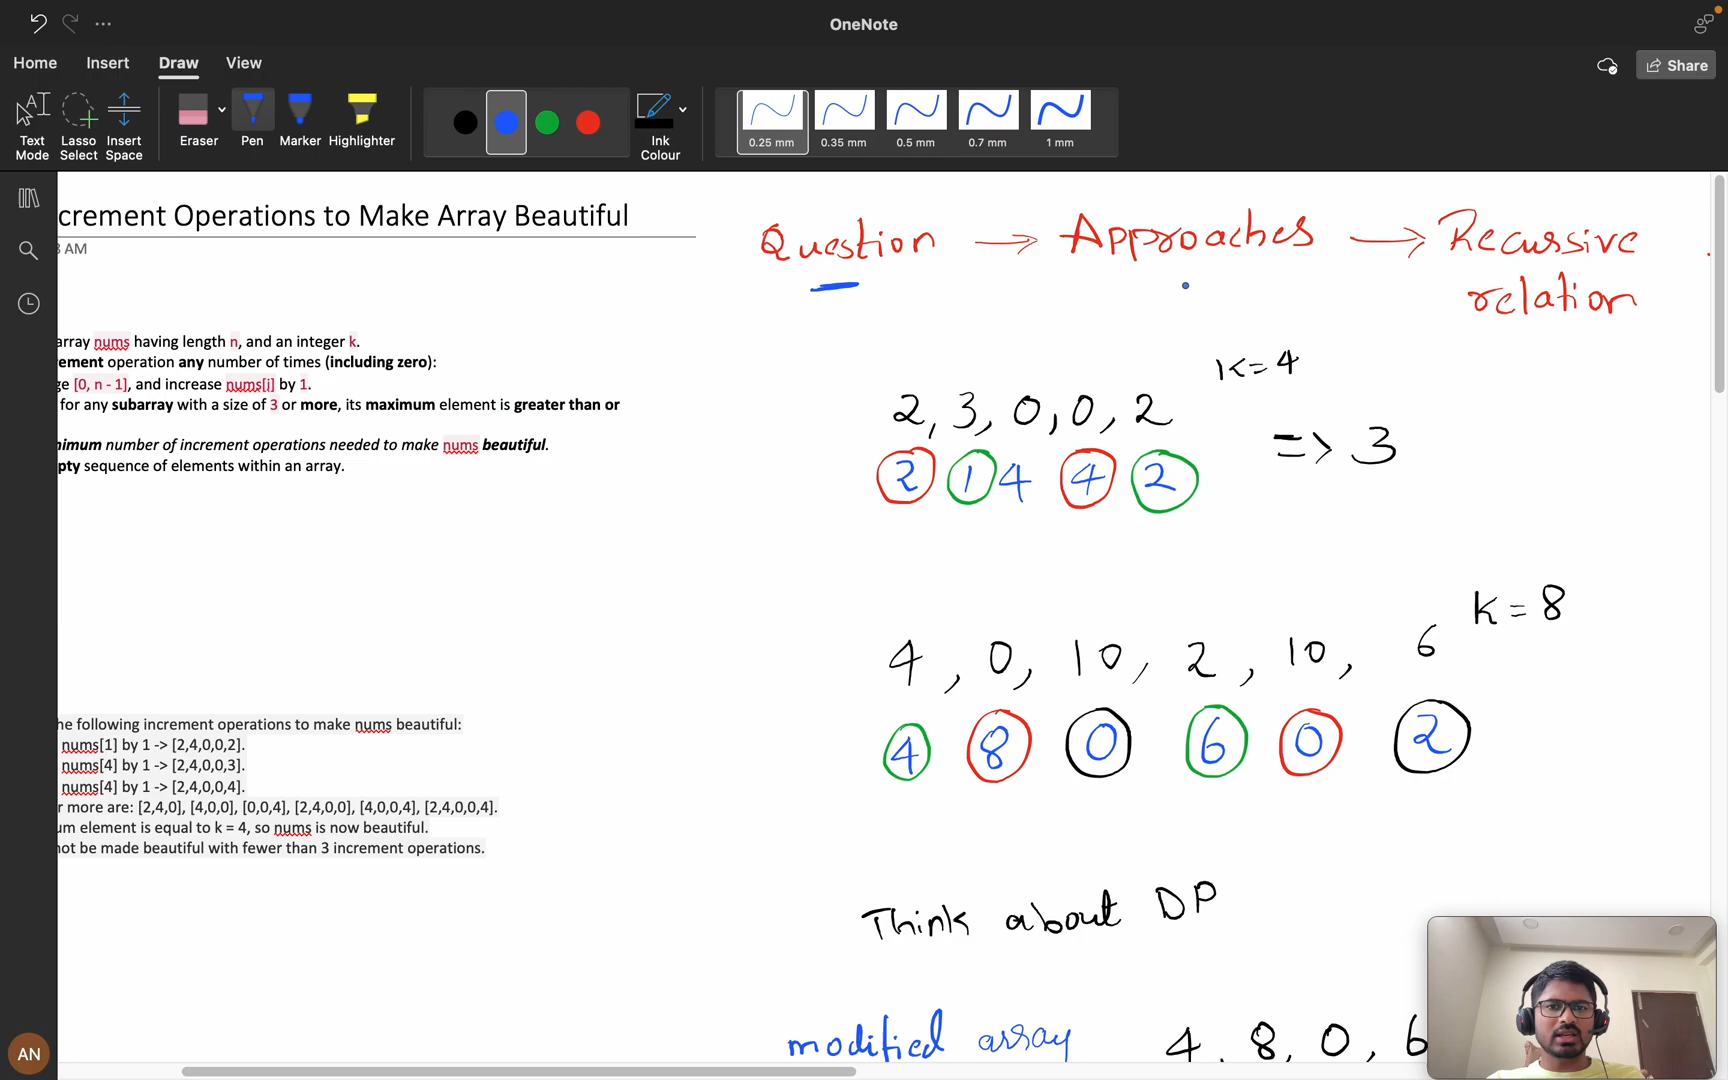 OneNote
Home Insert Draw View
Share
Text Mode
Lasso Select
Insert Space
Eraser
Pen
Marker
Highlighter
Ink Colour
0.25 mm
0.35 mm
0.5 mm
0.7 mm
1 mm
crement Operations to Make Array Beautiful
3 AM
array nums having length n, and an integer k.
rement operation any number of times (including zero):
ge [0, n - 1], and increase nums[i] by 1.
for any subarray with a size of 3 or more, its maximum element is greater than or
nimum number of increment operations needed to make nums beautiful.
pty sequence of elements within an array.
he following increment operations to make nums beautiful:
nums[1] by 1 -> [2,4,0,0,2].
nums[4] by 1 -> [2,4,0,0,3].
nums[4] by 1 -> [2,4,0,0,4].
r more are: [2,4,0], [4,0,0], [0,0,4], [2,4,0,0], [4,0,0,4], [2,4,0,0,4].
um element is equal to k = 4, so nums is now beautiful.
not be made beautiful with fewer than 3 increment operations.
Question → Approaches → Recussive
relation
K=4
2, 3, 0, 0, 2
=> 3
2 1 4 4 2
K = 8
4, 0, 10, 2, 10, 6
4 8 0 6 0 2
Think about DP
modified array 4, 8, 0, 6
AN